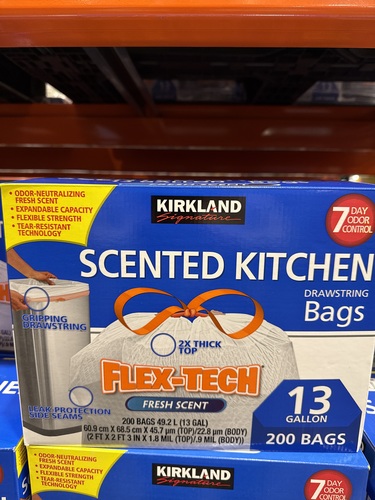 • ODOR-NEUTRALIZING
FRESH SCENT
• EXPANDABLE CAPACITY
• FLEXIBLE STRENGTH
• TEAR-RESISTANT
TECHNOLOGY
KIRKLAND
Signature
7 DAY
ODOR
CONTROL
SCENTED KITCHEN
DRAWSTRING
Bags
GRIPPING
DRAWSTRING
2X THICK
TOP
FLEX-TECH
FRESH SCENT
LEAK PROTECTION
SIDE SEAMS
13
GALLON
200 BAGS
200 BAGS 49.2 L (13 GAL)
60.9 cm X 68.5 cm X 45.7 µm (TOP)/22.8 µm (BODY)
(2 FT X 2 FT 3 IN X 1.8 MIL (TOP)/.9 MIL (BODY))
• ODOR-NEUTRALIZING
FRESH SCENT
• EXPANDABLE CAPACITY
• FLEXIBLE STRENGTH
• TEAR-RESISTANT
TECHNOLOGY
KIRKLAND
Signature
7 DAY
ODOR
CONTROL